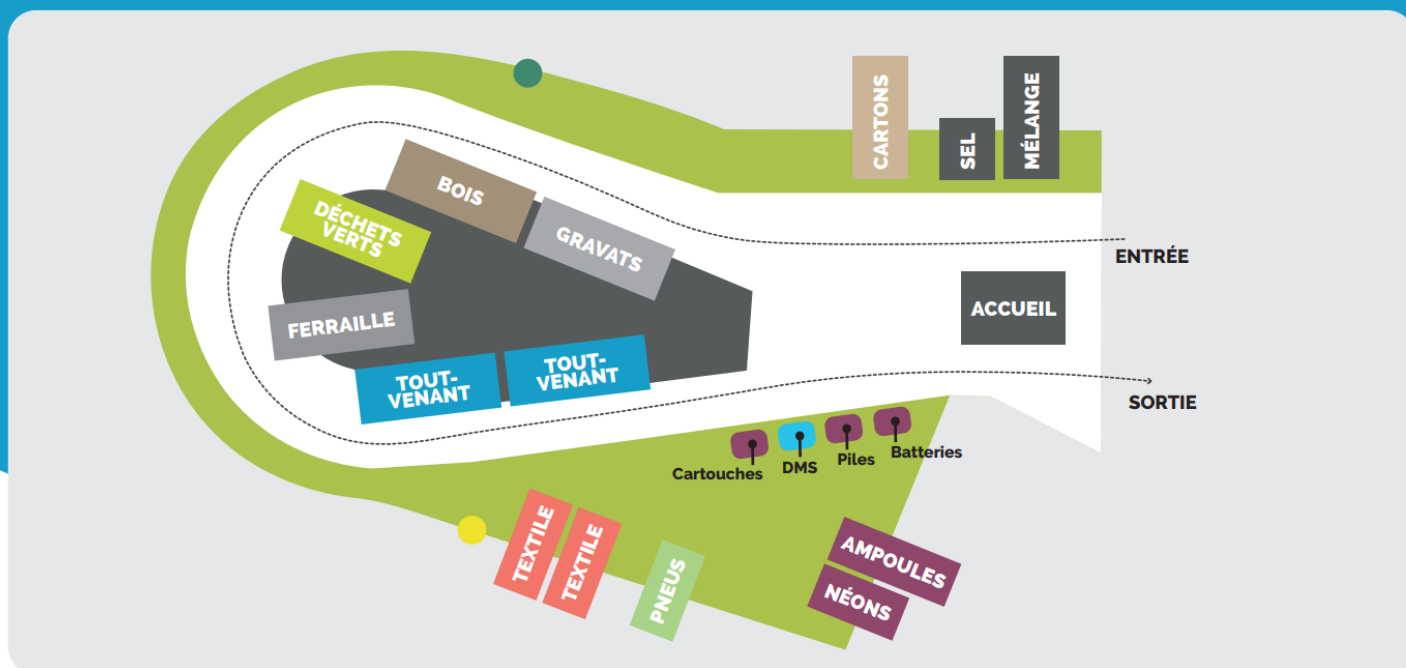 CARTONS
SEL
MÉLANGE
BOIS
DÉCHETS
VERTS
GRAVATS
ENTRÉE
ACCUEIL
FERRAILLE
TOUT-
VENANT
TOUT-
VENANT
SORTIE
Cartouches
DMS
Piles
Batteries
TEXTILE
TEXTILE
PNEUS
AMPOULES
NÉONS